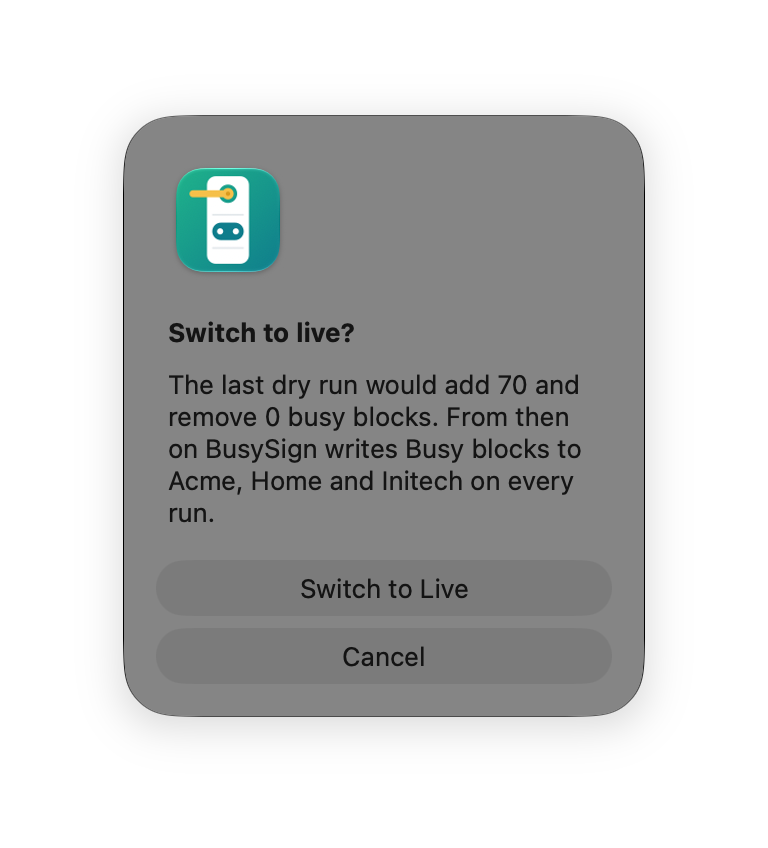 Switch to live?
The last dry run would add 70 and
remove 0 busy blocks. From then
on BusySign writes Busy blocks to
Acme, Home and Initech on every
run.
Switch to Live
Cancel